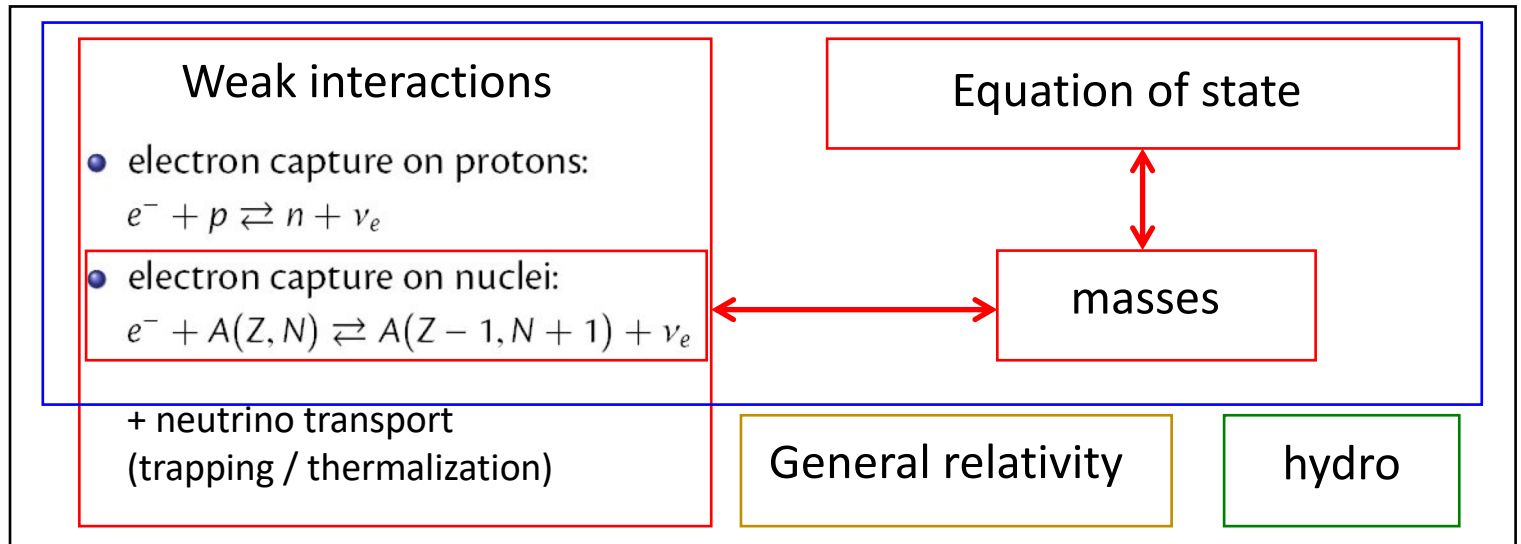 Weak interactions
electron capture on protons:
e⁻ + p ⇄ n + νₑ
electron capture on nuclei:
e⁻ + A(Z, N) ⇄ A(Z − 1, N + 1) + νₑ
+ neutrino transport
(trapping / thermalization)
Equation of state
masses
General relativity
hydro